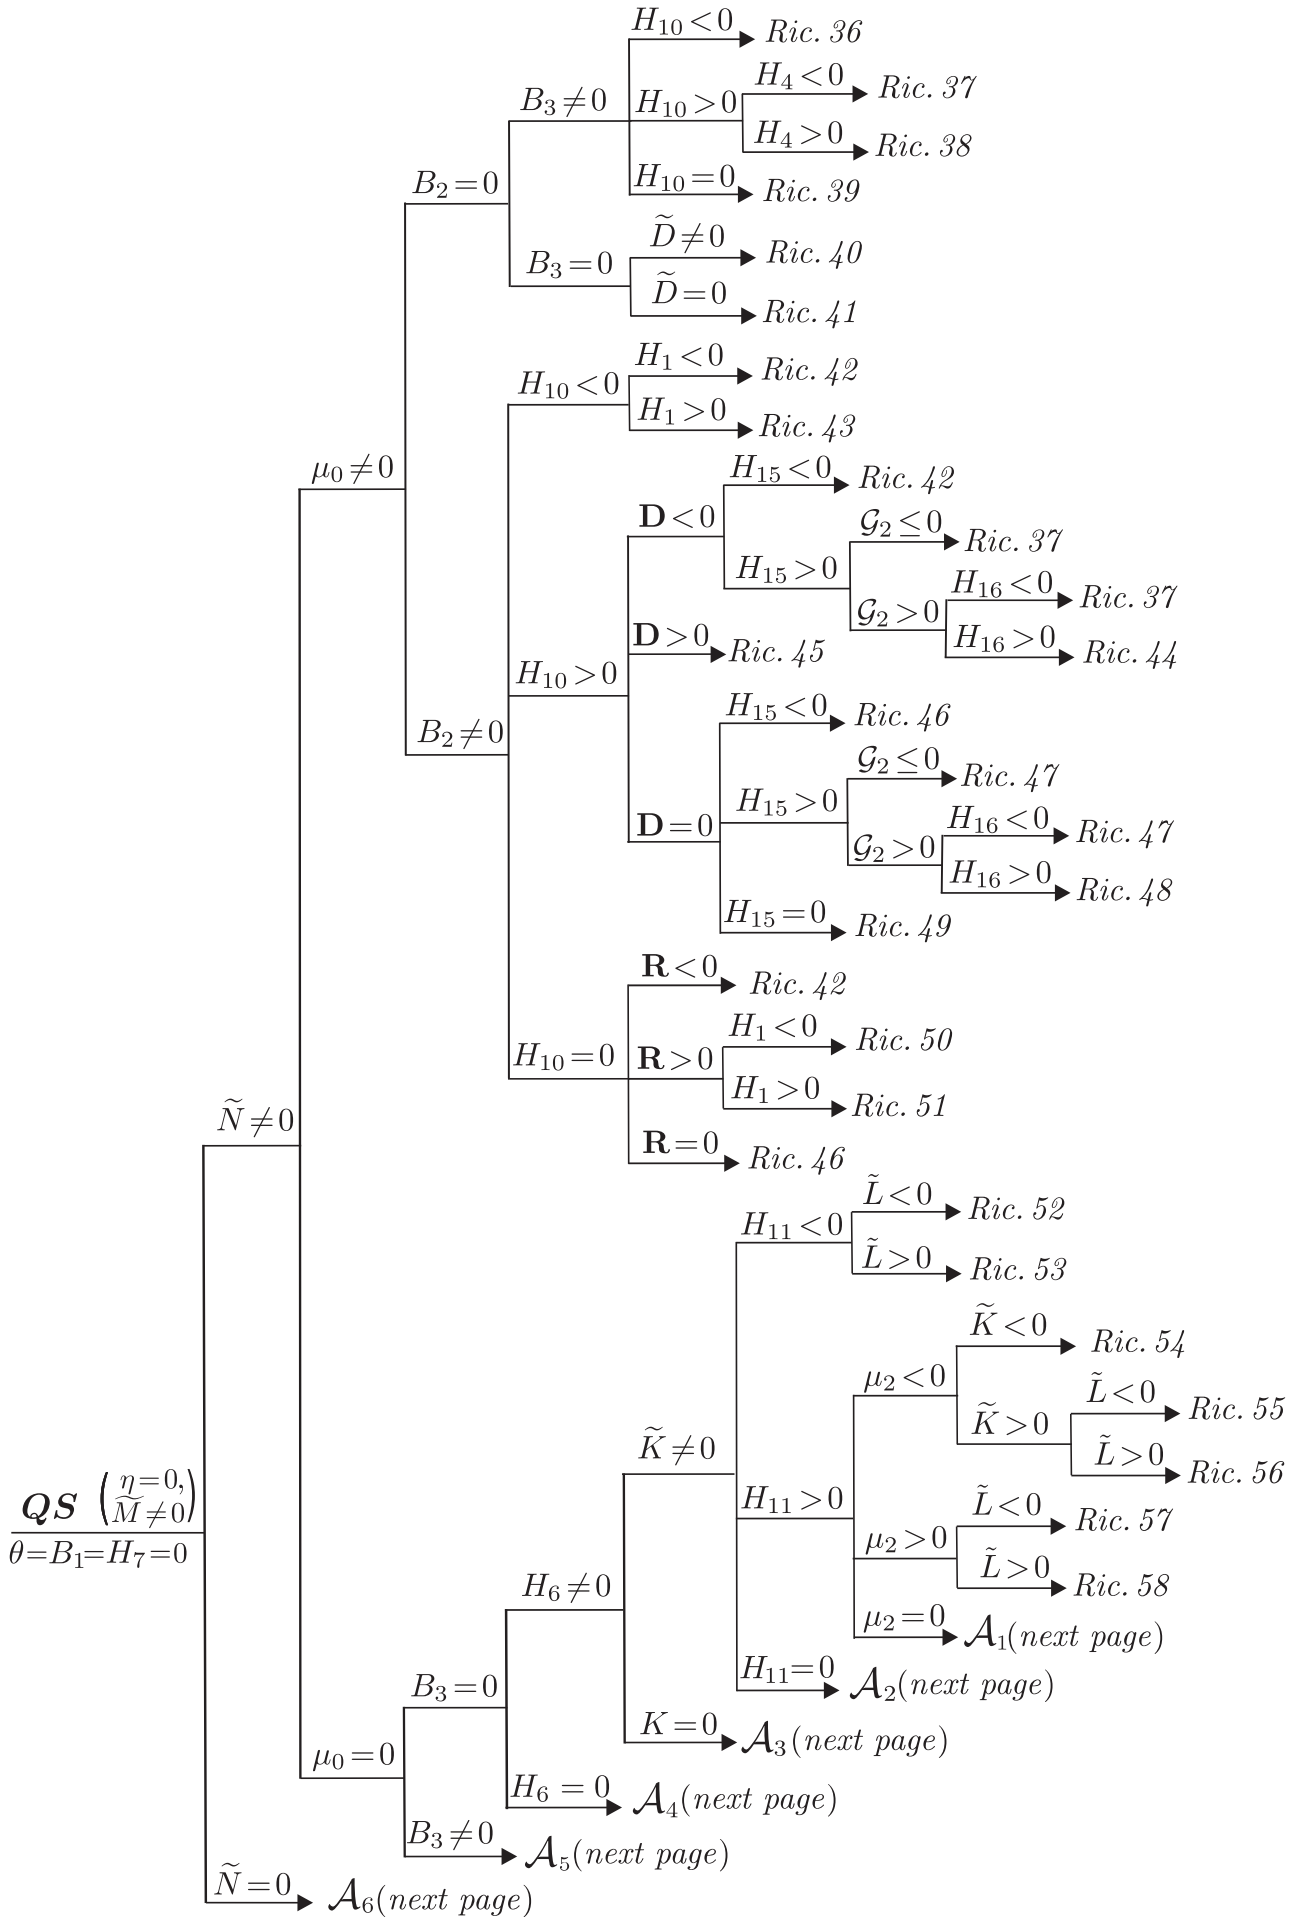 H₁₀<0 Ric. 36
H₄<0 Ric. 37
B₃≠0 H₁₀>0
H₄>0 Ric. 38
B₂=0 H₁₀=0 Ric. 39
D̃≠0 Ric. 40
B₃=0
D̃=0 Ric. 41
H₁<0 Ric. 42
H₁₀<0
H₁>0 Ric. 43
μ₀≠0 H₁₅<0 Ric. 42
D<0 𝒢₂≤0 Ric. 37
H₁₅>0 H₁₆<0 Ric. 37
𝒢₂>0
D>0 Ric. 45 H₁₆>0 Ric. 44
H₁₀>0
H₁₅<0 Ric. 46
B₂≠0
𝒢₂≤0 Ric. 47
H₁₅>0
D=0 H₁₆<0 Ric. 47
𝒢₂>0
H₁₆>0 Ric. 48
H₁₅=0 Ric. 49
R<0 Ric. 42
H₁<0 Ric. 50
H₁₀=0 R>0
H₁>0 Ric. 51
Ñ≠0
R=0 Ric. 46
L̃<0 Ric. 52
H₁₁<0
L̃>0 Ric. 53
K̃<0 Ric. 54
μ₂<0 L̃<0 Ric. 55
K̃>0
K̃≠0 L̃>0 Ric. 56
QS (η=0, M̃≠0) H₁₁>0 L̃<0 Ric. 57
θ=B₁=H₇=0 μ₂>0
H₆≠0 L̃>0 Ric. 58
μ₂=0 𝒜₁(next page)
B₃=0 H₁₁=0 𝒜₂(next page)
K=0 𝒜₃(next page)
μ₀=0
H₆ = 0 𝒜₄(next page)
B₃≠0 𝒜₅(next page)
Ñ=0 𝒜₆(next page)